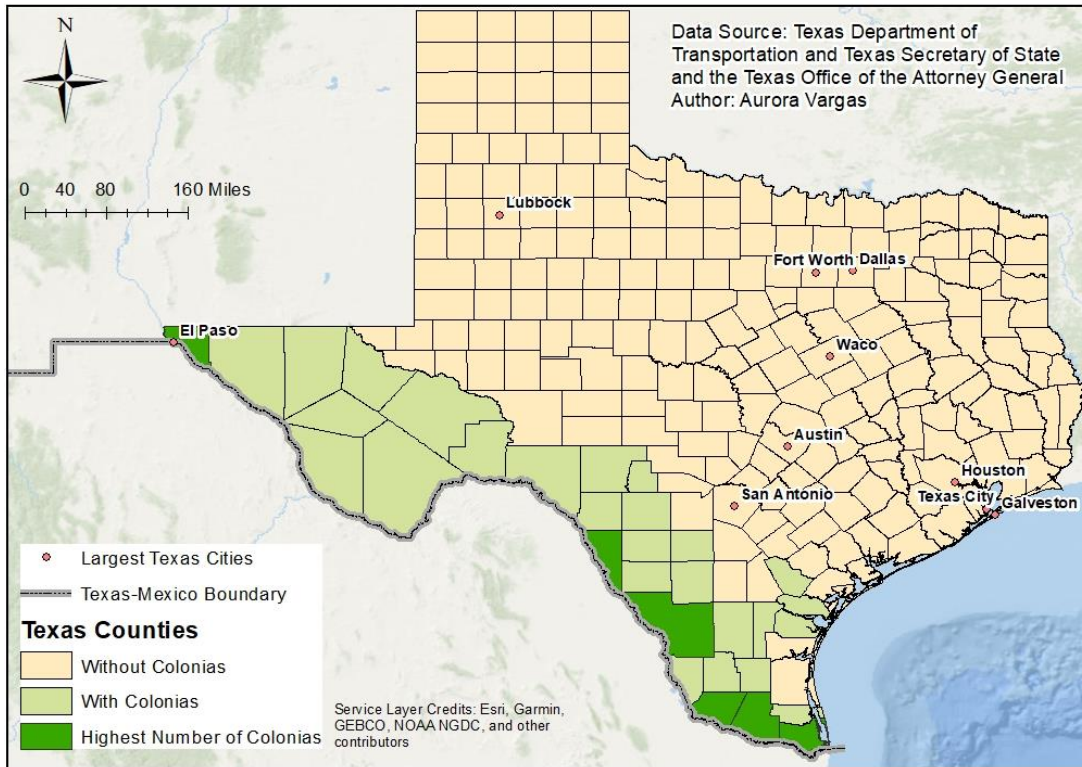 N
Data Source: Texas Department of
Transportation and Texas Secretary of State
and the Texas Office of the Attorney General
Author: Aurora Vargas
0 40 80 160 Miles
Lubbock
Fort Worth
Dallas
El Paso
Waco
Austin
Houston
San Antonio
Texas City
Galveston
Largest Texas Cities
Texas-Mexico Boundary
Texas Counties
Without Colonias
With Colonias
Highest Number of Colonias
Service Layer Credits: Esri, Garmin,
GEBCO, NOAA NGDC, and other
contributors